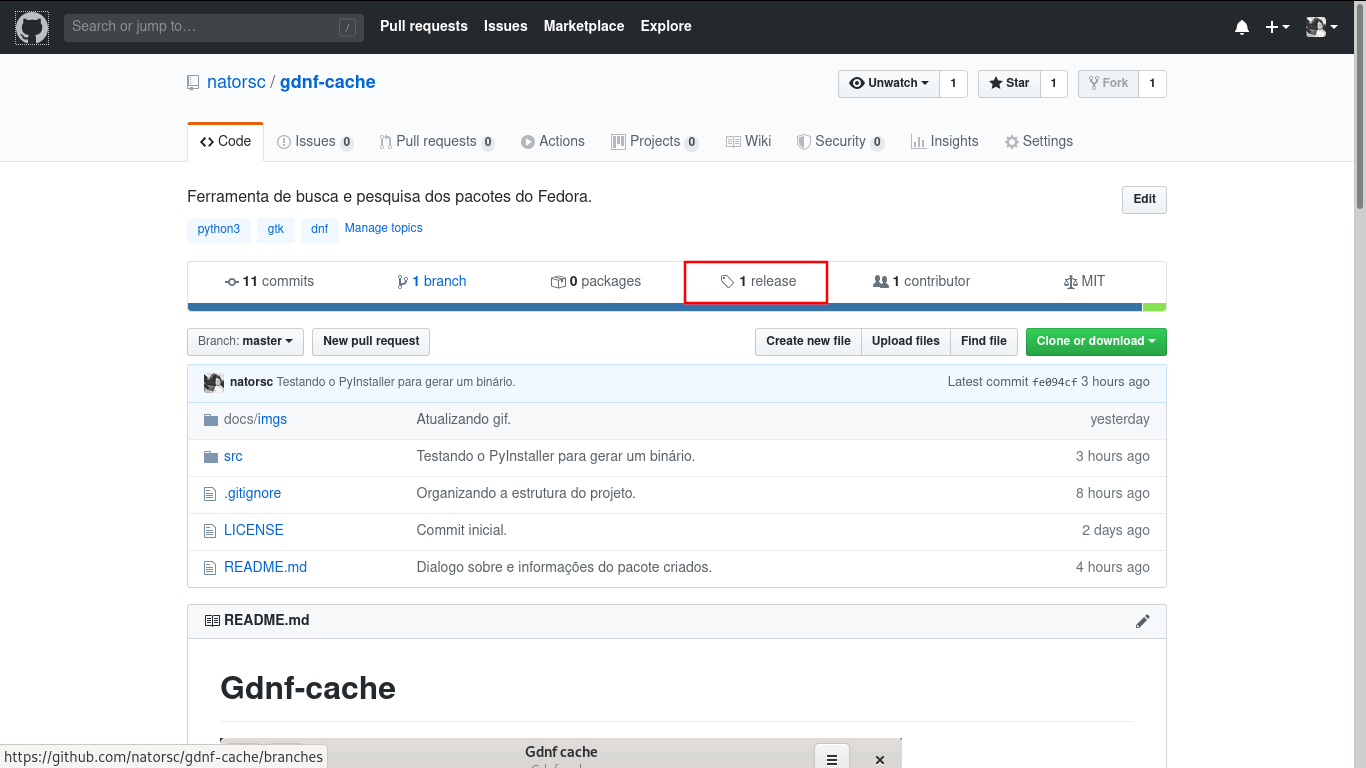 Search or jump to… / Pull requests Issues Marketplace Explore
natorsc / gdnf-cache Unwatch 1 Star 1 Fork 1
Code Issues 0 Pull requests 0 Actions Projects 0 Wiki Security 0 Insights Settings
Ferramenta de busca e pesquisa dos pacotes do Fedora. Edit
python3 gtk dnf Manage topics
11 commits 1 branch 0 packages 1 release 1 contributor MIT
Branch: master New pull request Create new file Upload files Find file Clone or download
natorsc Testando o PyInstaller para gerar um binário. Latest commit fe094cf 3 hours ago
docs/imgs Atualizando gif. yesterday
src Testando o PyInstaller para gerar um binário. 3 hours ago
.gitignore Organizando a estrutura do projeto. 8 hours ago
LICENSE Commit inicial. 2 days ago
README.md Dialogo sobre e informações do pacote criados. 4 hours ago
README.md
Gdnf-cache
Gdnf cache
https://github.com/natorsc/gdnf-cache/branches